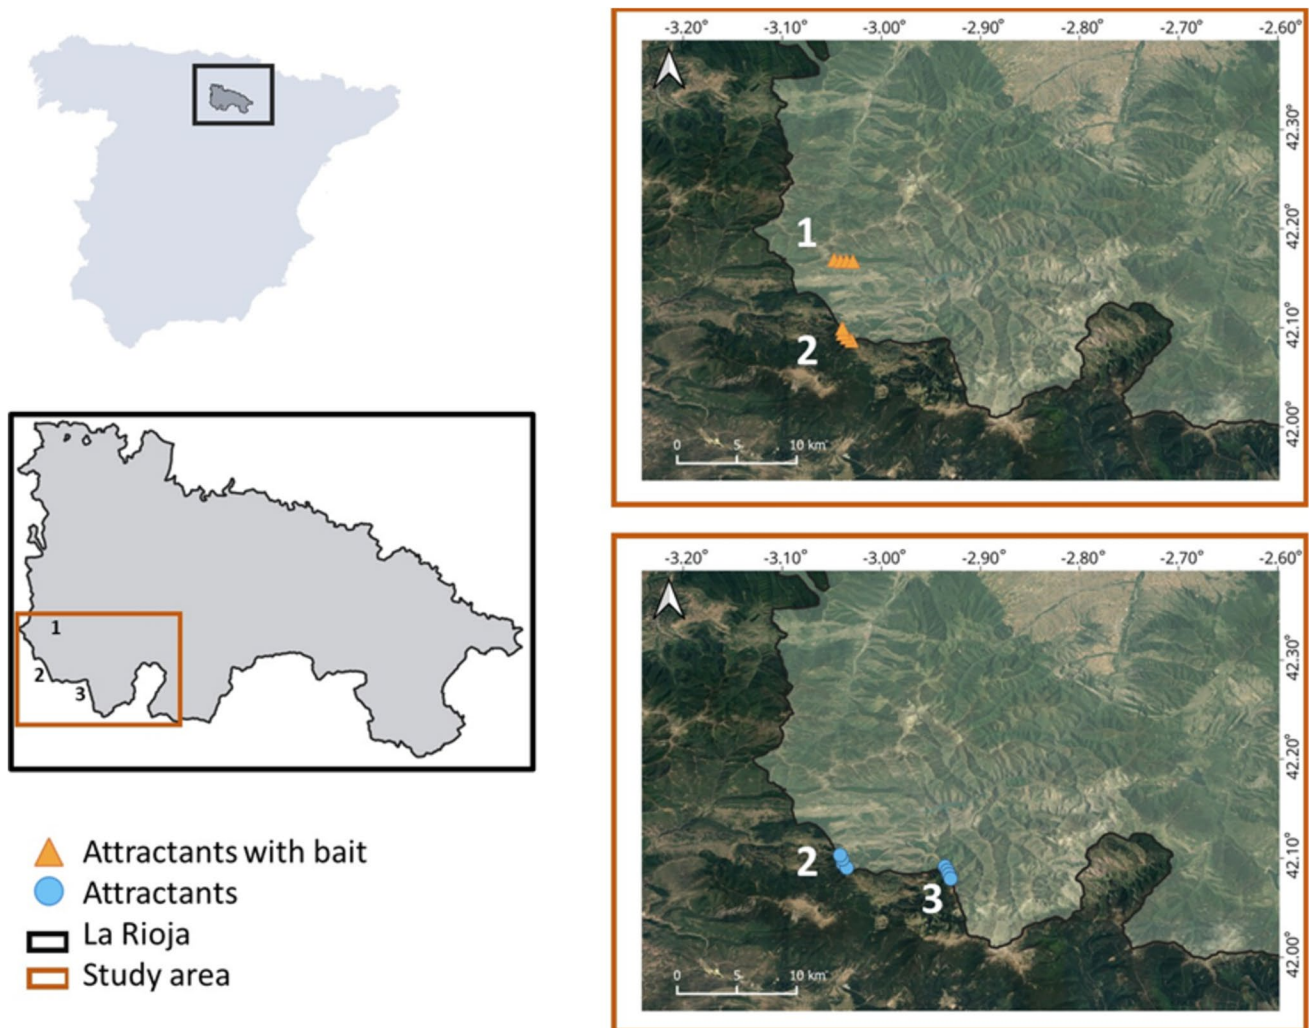 -3.20° -3.10° -3.00° -2.90° -2.80° -2.70° -2.60°
42.30°
1
42.20°
42.10°
2
42.00°
0 5 10 km
1
2
3
-3.20° -3.10° -3.00° -2.90° -2.80° -2.70° -2.60°
42.30°
42.20°
2
42.10°
3
42.00°
0 5 10 km
Attractants with bait
Attractants
La Rioja
Study area